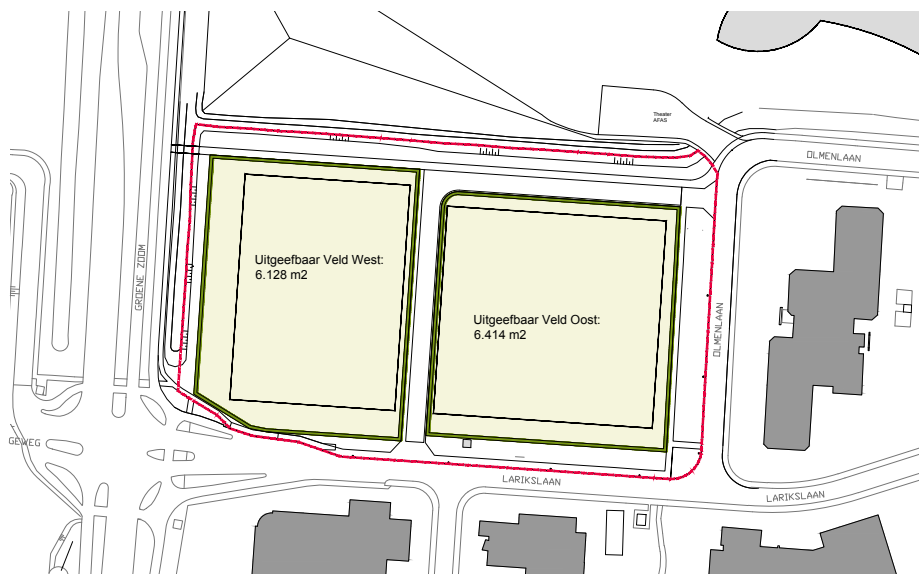 Theater
AFAS
OLMENLAAN
GROENE ZOOM
Uitgeefbaar Veld West:
6.128 m2
Uitgeefbaar Veld Oost:
6.414 m2
OLMENLAAN
GEWEG
LARIKSLAAN
LARIKSLAAN